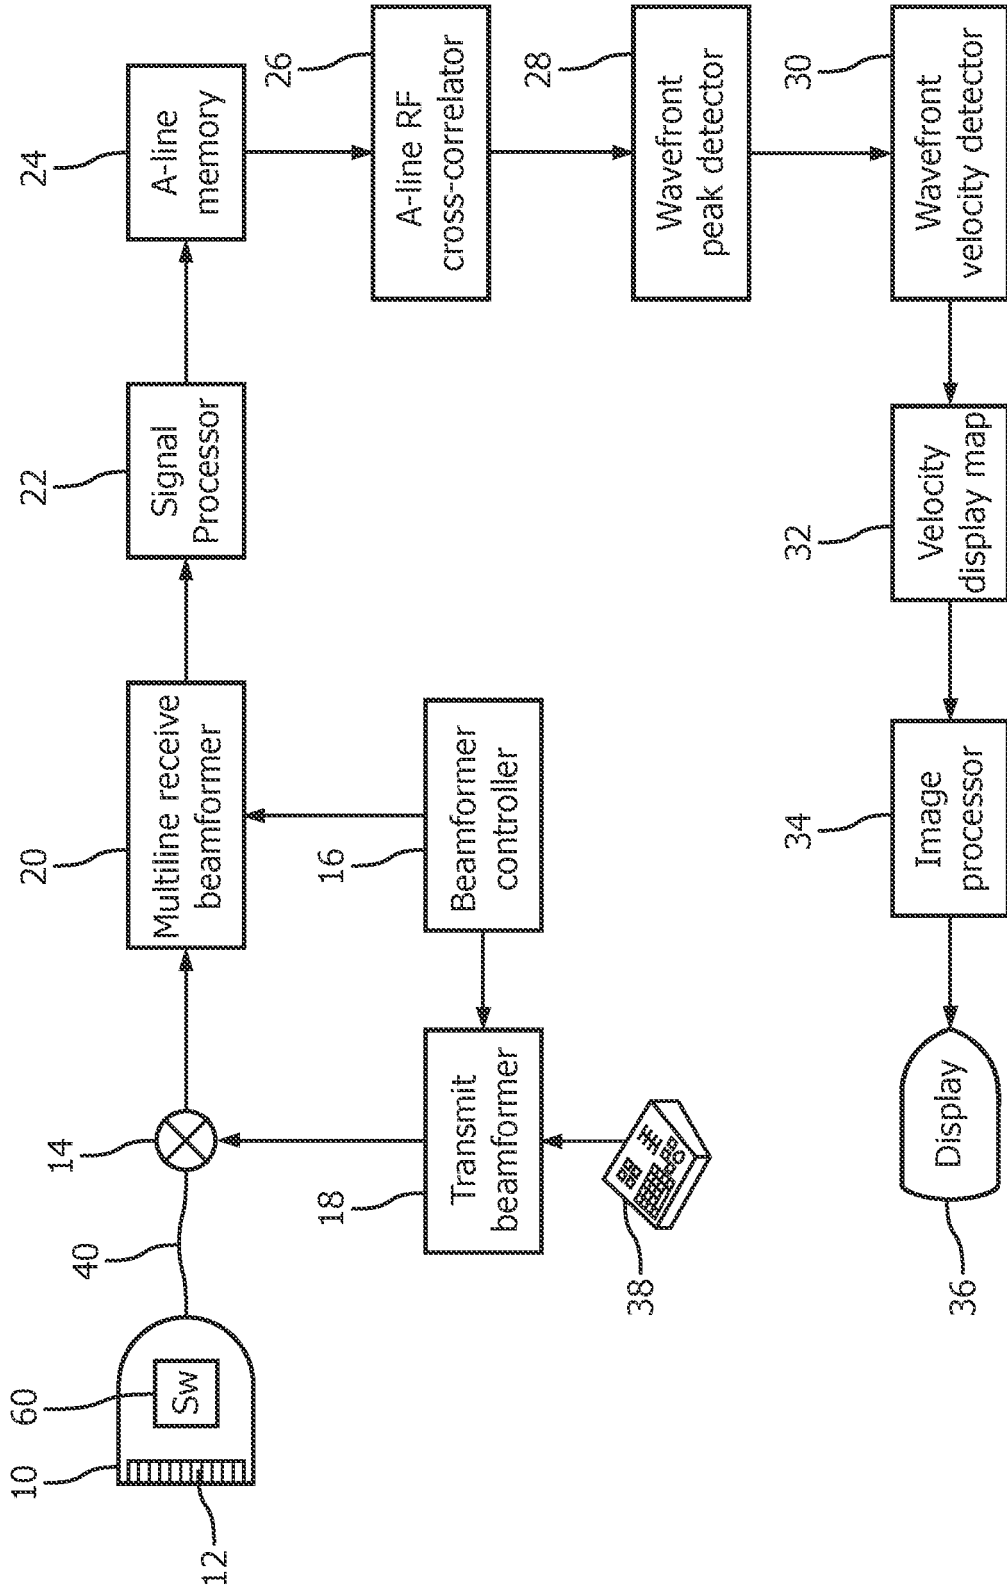 10
60
Sw
12
40
14
20
Multiline receive
beamformer
22
Signal
Processor
24
A-line
memory
18
Transmit
beamformer
16
Beamformer
controller
26
A-line RF
cross-correlator
38
28
Wavefront
peak detector
36
Display
34
Image
processor
32
Velocity
display map
30
Wavefront
velocity detector